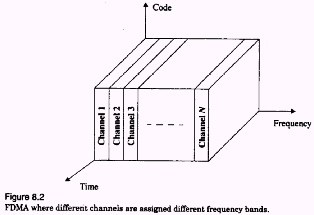 Code
Channel 1
Channel 2
Channel 3
Channel N
Frequency
Time
Figure 8.2
FDMA where different channels are assigned different frequency bands.